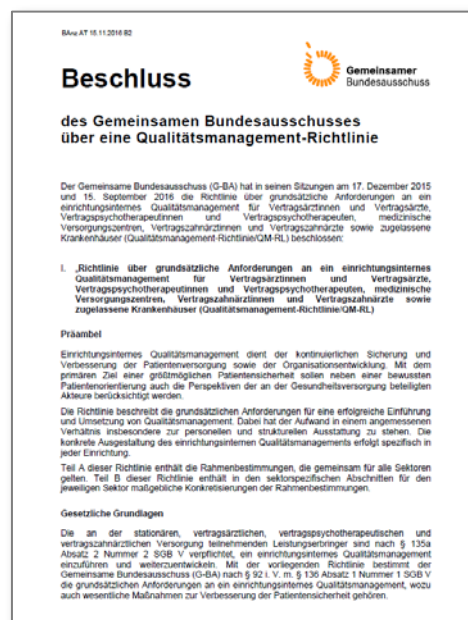 BAnz AT 15.11.2016 B2
Gemeinsamer
Bundesausschuss
Beschluss
des Gemeinsamen Bundesausschusses
über eine Qualitätsmanagement-Richtlinie
Der Gemeinsame Bundesausschuss (G-BA) hat in seinen Sitzungen am 17. Dezember 2015
und 15. September 2016 die Richtlinie über grundsätzliche Anforderungen an ein
einrichtungsinternes Qualitätsmanagement für Vertragsärztinnen und Vertragsärzte,
Vertragspsychotherapeutinnen und Vertragspsychotherapeuten, medizinische
Versorgungszentren, Vertragszahnärztinnen und Vertragszahnärzte sowie zugelassene
Krankenhäuser (Qualitätsmanagement-Richtlinie/QM-RL) beschlossen:
I. „Richtlinie über grundsätzliche Anforderungen an ein einrichtungsinternes
Qualitätsmanagement für Vertragsärztinnen und Vertragsärzte,
Vertragspsychotherapeutinnen und Vertragspsychotherapeuten, medizinische
Versorgungszentren, Vertragszahnärztinnen und Vertragszahnärzte sowie
zugelassene Krankenhäuser (Qualitätsmanagement-Richtlinie/QM-RL)
Präambel
Einrichtungsinternes Qualitätsmanagement dient der kontinuierlichen Sicherung und
Verbesserung der Patientenversorgung sowie der Organisationsentwicklung. Mit dem
primären Ziel einer größtmöglichen Patientensicherheit sollen neben einer bewussten
Patientenorientierung auch die Perspektiven der an der Gesundheitsversorgung beteiligten
Akteure berücksichtigt werden.
Die Richtlinie beschreibt die grundsätzlichen Anforderungen für eine erfolgreiche Einführung
und Umsetzung von Qualitätsmanagement. Dabei hat der Aufwand in einem angemessenen
Verhältnis insbesondere zur personellen und strukturellen Ausstattung zu stehen. Die
konkrete Ausgestaltung des einrichtungsinternen Qualitätsmanagements erfolgt spezifisch in
jeder Einrichtung.
Teil A dieser Richtlinie enthält die Rahmenbestimmungen, die gemeinsam für alle Sektoren
gelten. Teil B dieser Richtlinie enthält in den sektorspezifischen Abschnitten für den
jeweiligen Sektor maßgebliche Konkretisierungen der Rahmenbestimmungen.
Gesetzliche Grundlagen
Die an der stationären, vertragsärztlichen, vertragspsychotherapeutischen und
vertragszahnärztlichen Versorgung teilnehmenden Leistungserbringer sind nach § 135a
Absatz 2 Nummer 2 SGB V verpflichtet, ein einrichtungsinternes Qualitätsmanagement
einzuführen und weiterzuentwickeln. Mit der vorliegenden Richtlinie bestimmt der
Gemeinsame Bundesausschuss (G-BA) nach § 92 i. V. m. § 136 Absatz 1 Nummer 1 SGB V
die grundsätzlichen Anforderungen an ein einrichtungsinternes Qualitätsmanagement, wozu
auch wesentliche Maßnahmen zur Verbesserung der Patientensicherheit gehören.